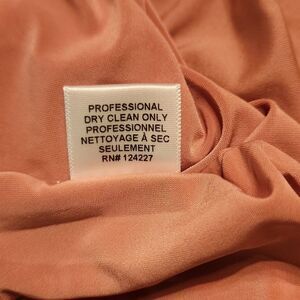 PROFESSIONAL
DRY CLEAN ONLY
PROFESSIONNEL
NETTOYAGE À SEC
SEULEMENT
RN# 124227